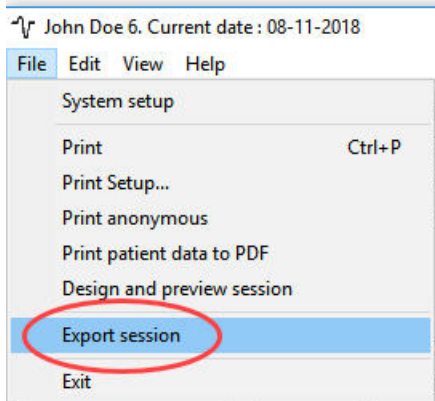 John Doe 6. Current date : 08-11-2018
File Edit View Help
System setup
Print Ctrl+P
Print Setup...
Print anonymous
Print patient data to PDF
Design and preview session
Export session
Exit